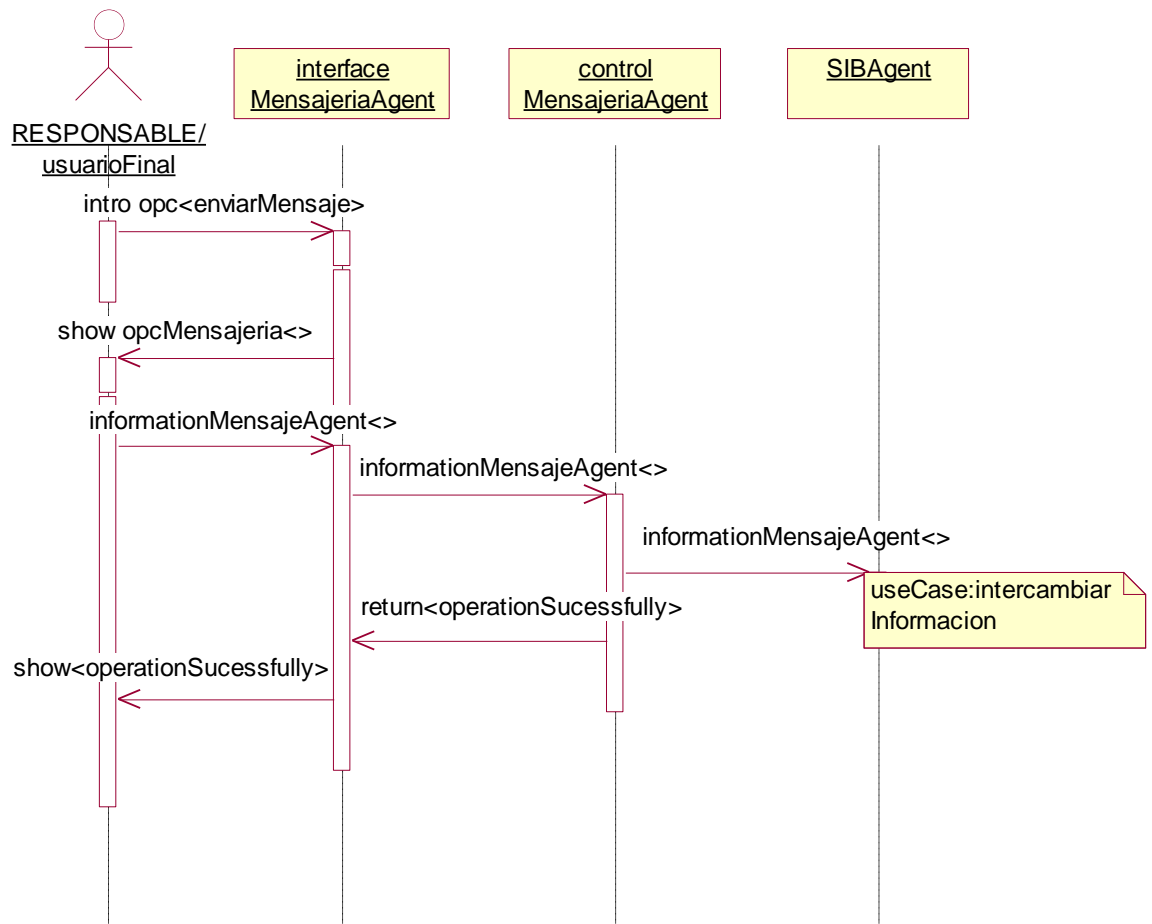 interface
MensajeriaAgent
control
MensajeriaAgent
SIBAgent
RESPONSABLE/
usuarioFinal
intro opc<enviarMensaje>
show opcMensajeria<>
informationMensajeAgent<>
informationMensajeAgent<>
informationMensajeAgent<>
useCase:intercambiar
Informacion
return<operationSucessfully>
show<operationSucessfully>